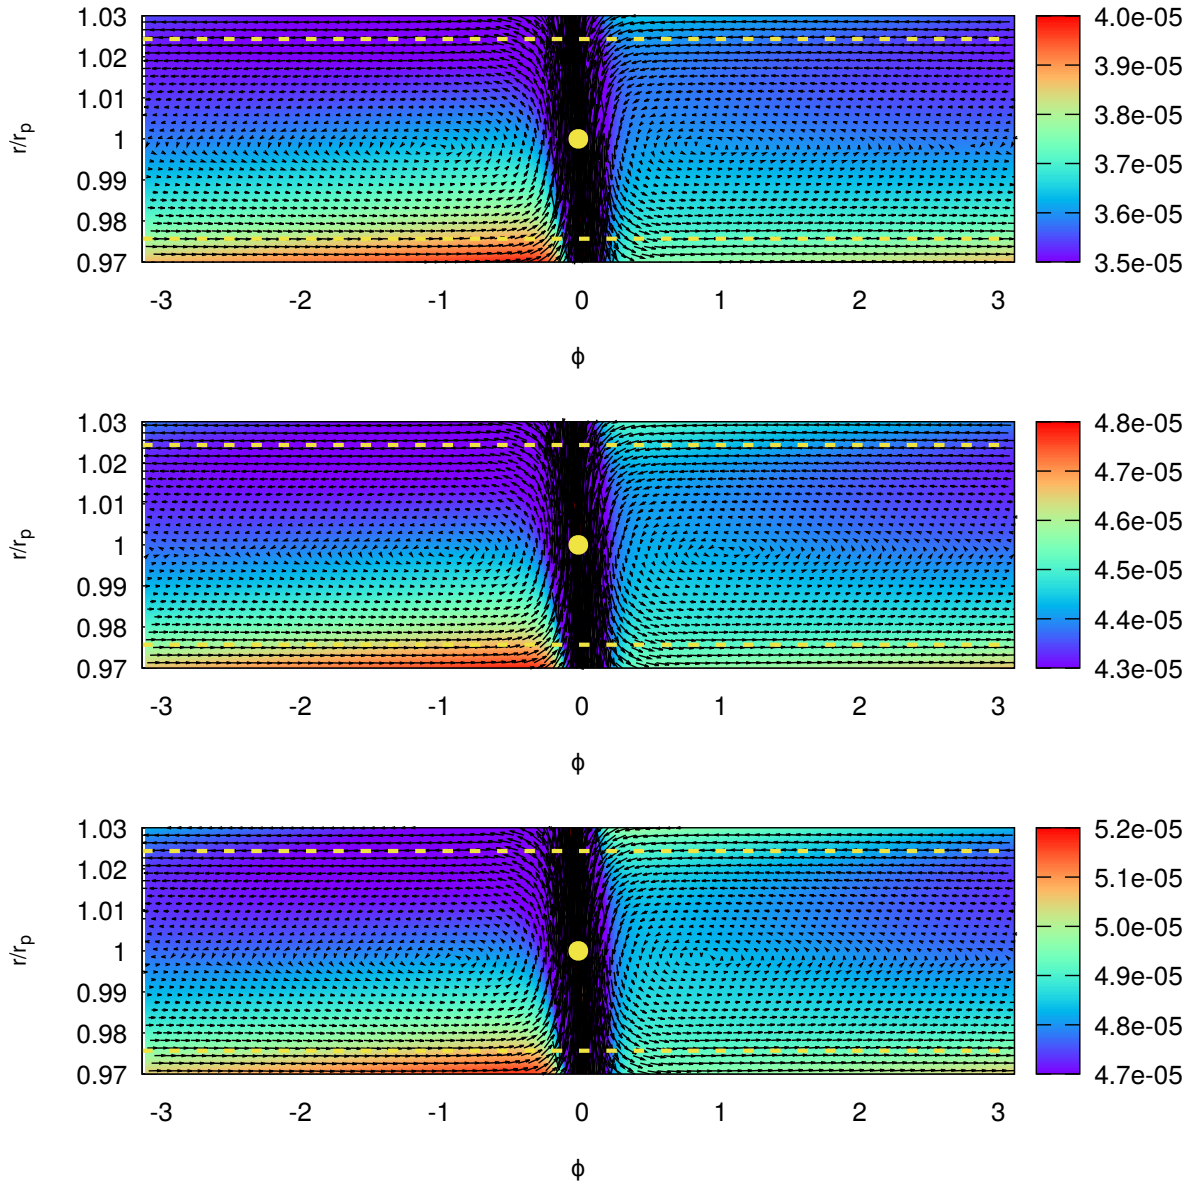 1.03
1.02
1.01
1
0.99
0.98
0.97
r/rp
-3 -2 -1 0 1 2 3
ϕ
4.0e-05
3.9e-05
3.8e-05
3.7e-05
3.6e-05
3.5e-05
1.03
1.02
1.01
1
0.99
0.98
0.97
r/rp
-3 -2 -1 0 1 2 3
ϕ
4.8e-05
4.7e-05
4.6e-05
4.5e-05
4.4e-05
4.3e-05
1.03
1.02
1.01
1
0.99
0.98
0.97
r/rp
-3 -2 -1 0 1 2 3
ϕ
5.2e-05
5.1e-05
5.0e-05
4.9e-05
4.8e-05
4.7e-05